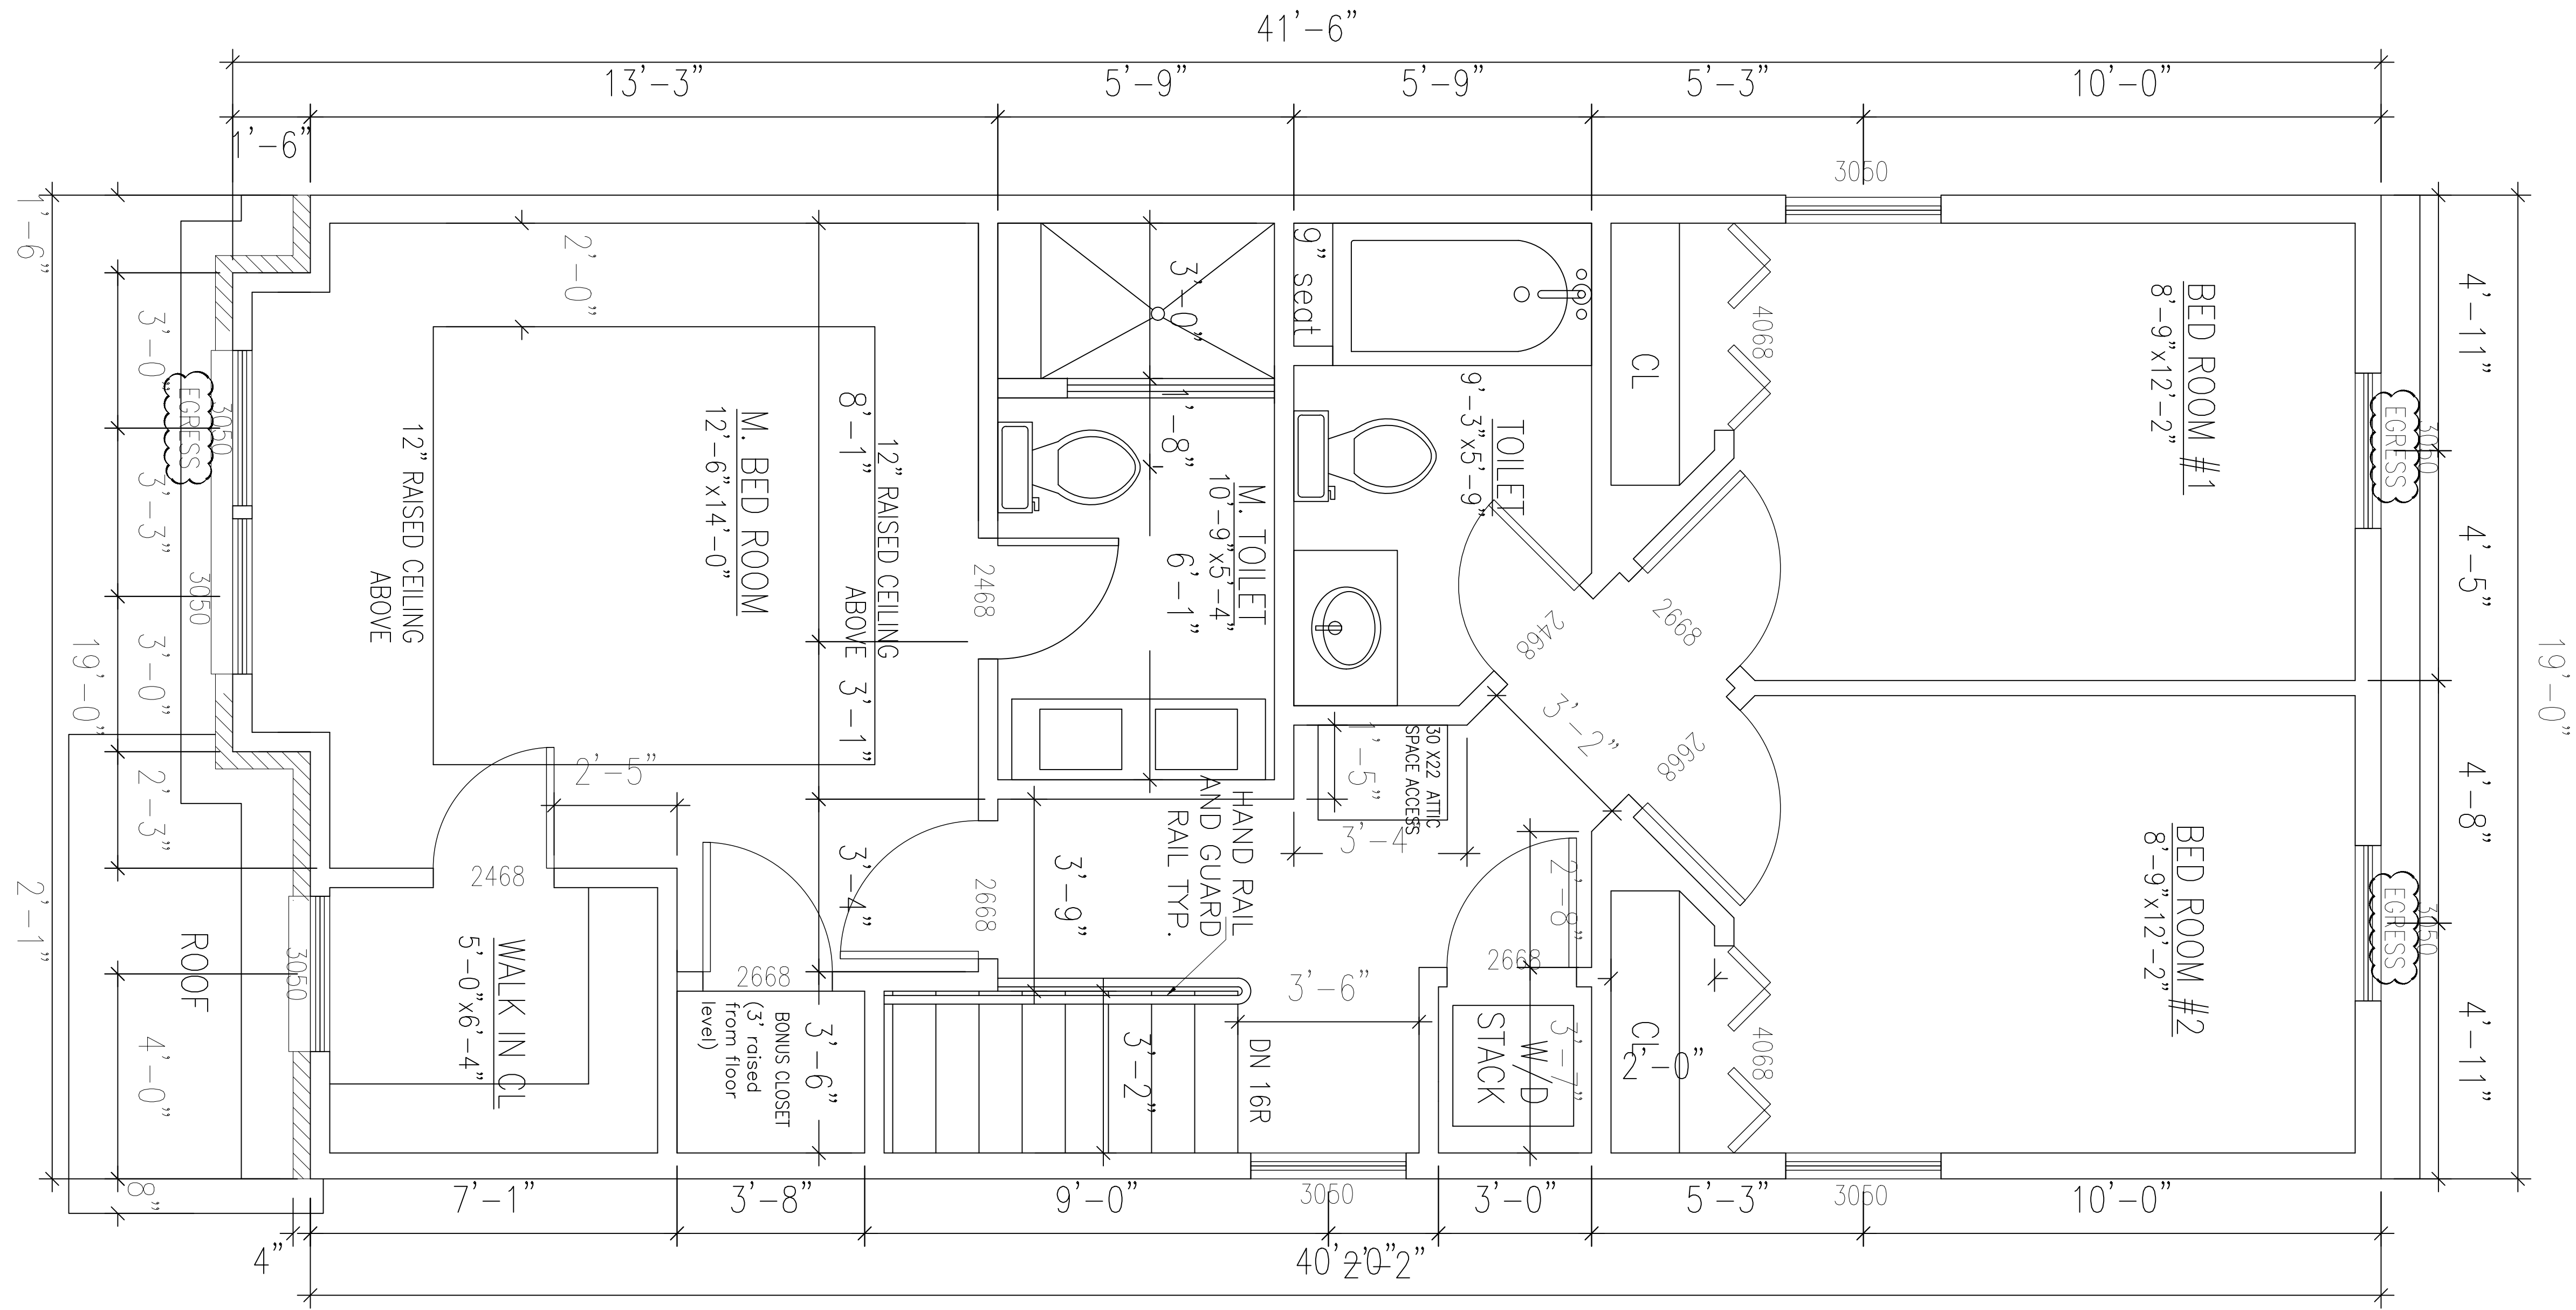 41'-6"
13'-3"
5'-9"
5'-9"
5'-3"
10'-0"
1'-6"
3050
1'-6"
3'-0"
3'-3"
3'-0"
2'-3"
4'-0"
8"
19'-0"
2'-1"
EGRESS
3050
3050
3050
ROOF
2'-0"
12" RAISED CEILING
ABOVE
M. BED ROOM
12'-6"x14'-0"
12" RAISED CEILING
ABOVE
8'-1"
3'-1"
3'-4"
3'-6"
2'-5"
2468
WALK IN CL
5'-0"x6'-4"
2668
BONUS CLOSET
(3' raised
from floor
level)
2468
2668
3'-0"
1'-8"
6'-1"
M. TOILET
10'-9"x5'-4"
9" seat
TOILET
9'-3"x5'-9"
2468
2668
2668
3'-2"
30 X22 ATTIC
SPACE ACCESS
1'-5"
3'-4"
HAND RAIL
AND GUARD
RAIL TYP.
3'-9"
3'-2"
DN 16R
3'-6"
2'-8"
2668
3'-7"
W/D
STACK
CL
4068
CL
2'-0"
4068
BED ROOM #1
8'-9"x12'-2"
BED ROOM #2
8'-9"x12'-2"
EGRESS
3050
EGRESS
3050
4'-11"
4'-5"
4'-8"
4'-11"
19'-0"
7'-1"
3'-8"
9'-0"
3050
3'-0"
5'-3"
3050
10'-0"
4"
40'-0"
2'-2"